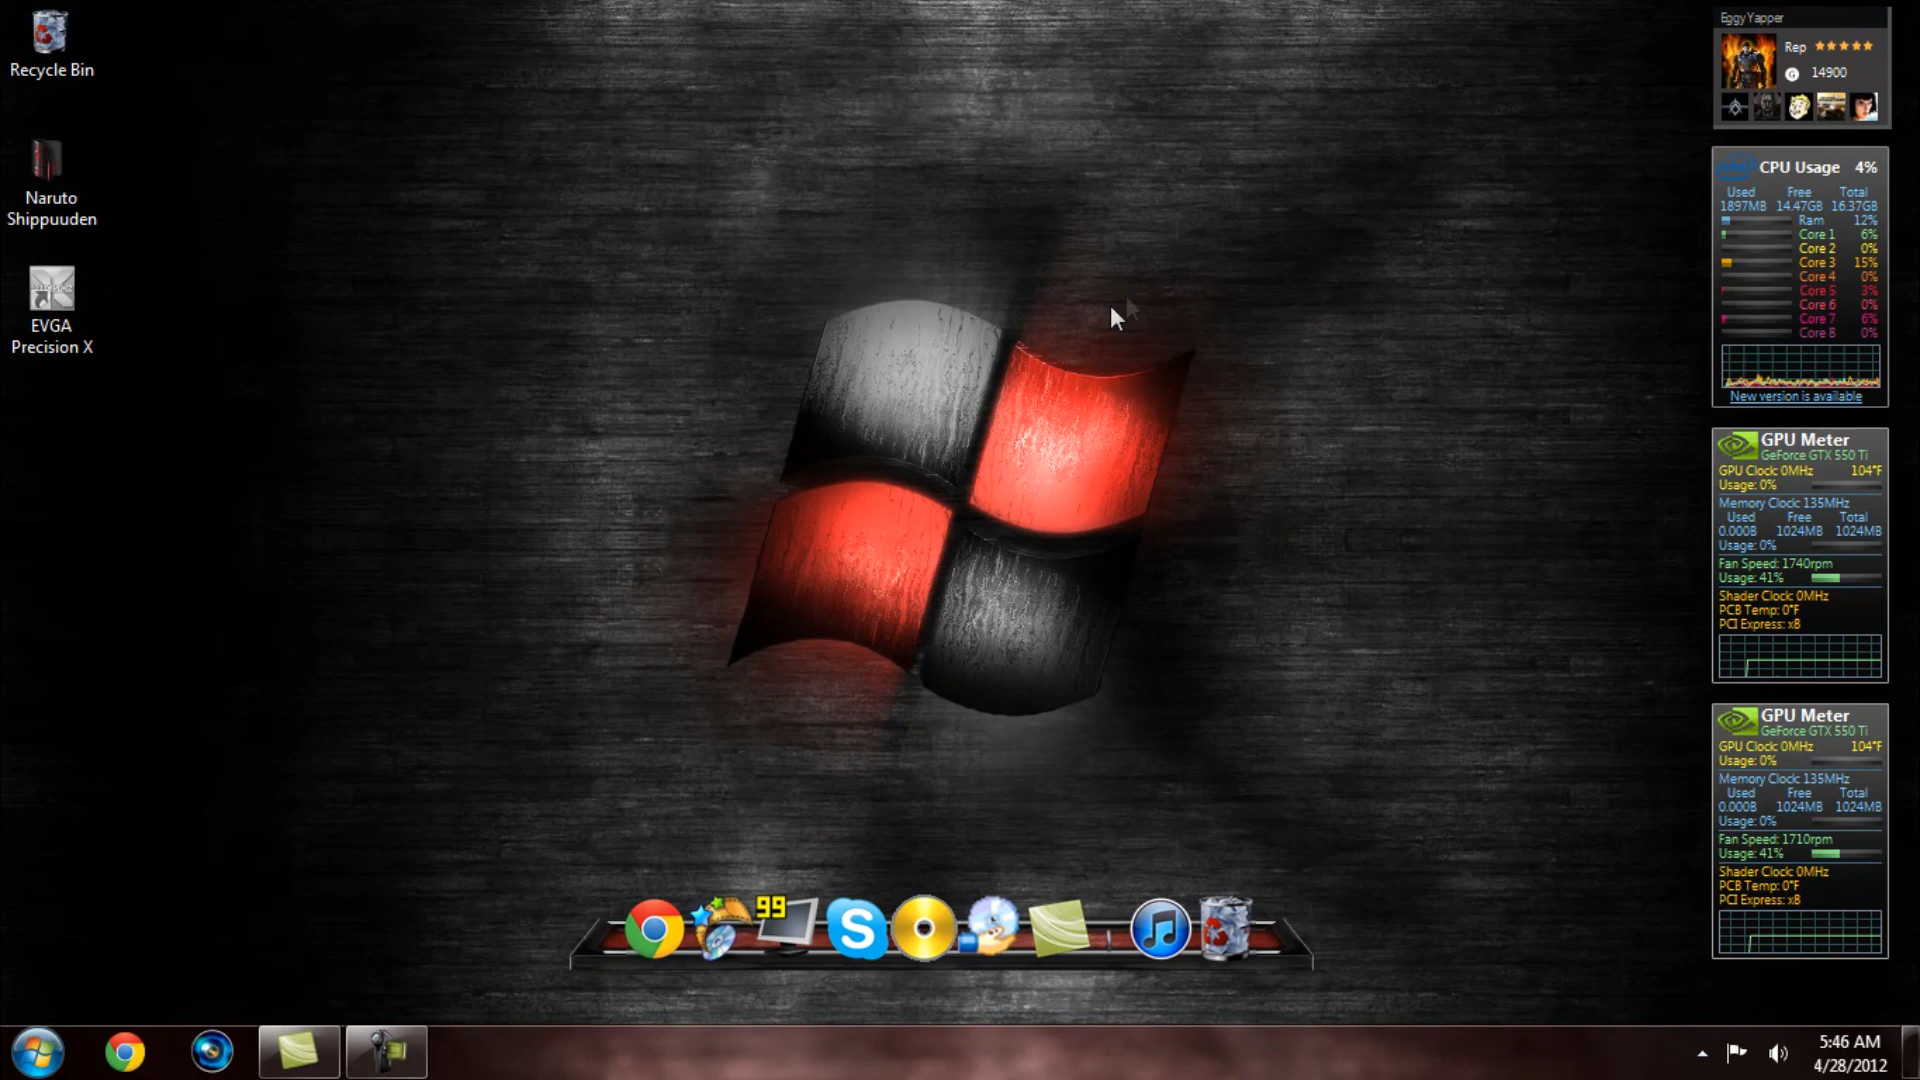 Recycle Bin
Naruto
Shippuuden
EVGA
Precision X
99
S
Eggy Yapper
Rep
G 14900
CPU Usage 4%
Used Free Total
1897MB 14.47GB 16.37GB
Ram 12%
Core 1 6%
Core 2 0%
Core 3 15%
Core 4 0%
Core 5 3%
Core 6 0%
Core 7 6%
Core 8 0%
New version is available
GPU Meter
GeForce GTX 550 Ti
GPU Clock: 0MHz 104°F
Usage: 0%
Memory Clock: 135MHz
Used Free Total
0.000B 1024MB 1024MB
Usage: 0%
Fan Speed: 1740rpm
Usage: 41%
Shader Clock: 0MHz
PCB Temp: 0°F
PCI Express: x8
GPU Meter
GeForce GTX 550 Ti
GPU Clock: 0MHz 104°F
Usage: 0%
Memory Clock: 135MHz
Used Free Total
0.000B 1024MB 1024MB
Usage: 0%
Fan Speed: 1710rpm
Usage: 41%
Shader Clock: 0MHz
PCB Temp: 0°F
PCI Express: x8
5:46 AM
4/28/2012